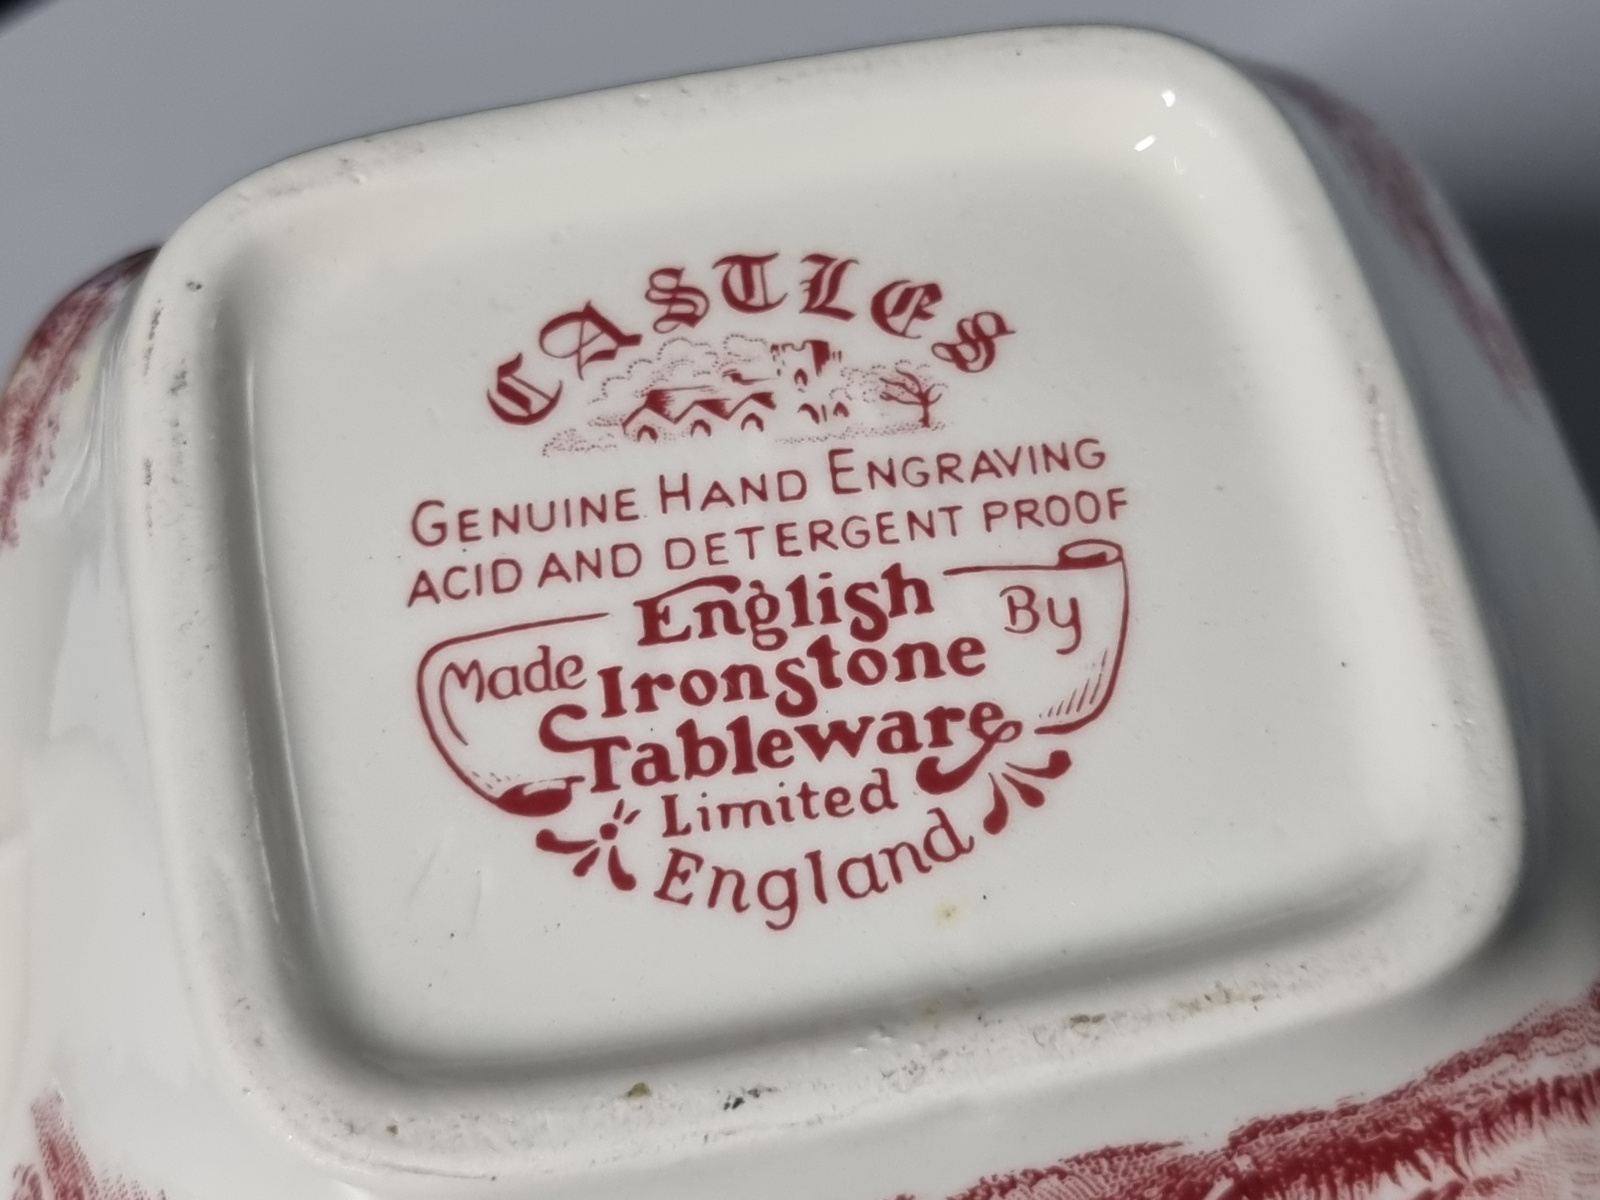 CASTLES
GENUINE HAND ENGRAVING
ACID AND DETERGENT PROOF
Made English By
Ironstone
Tableware
Limited
England